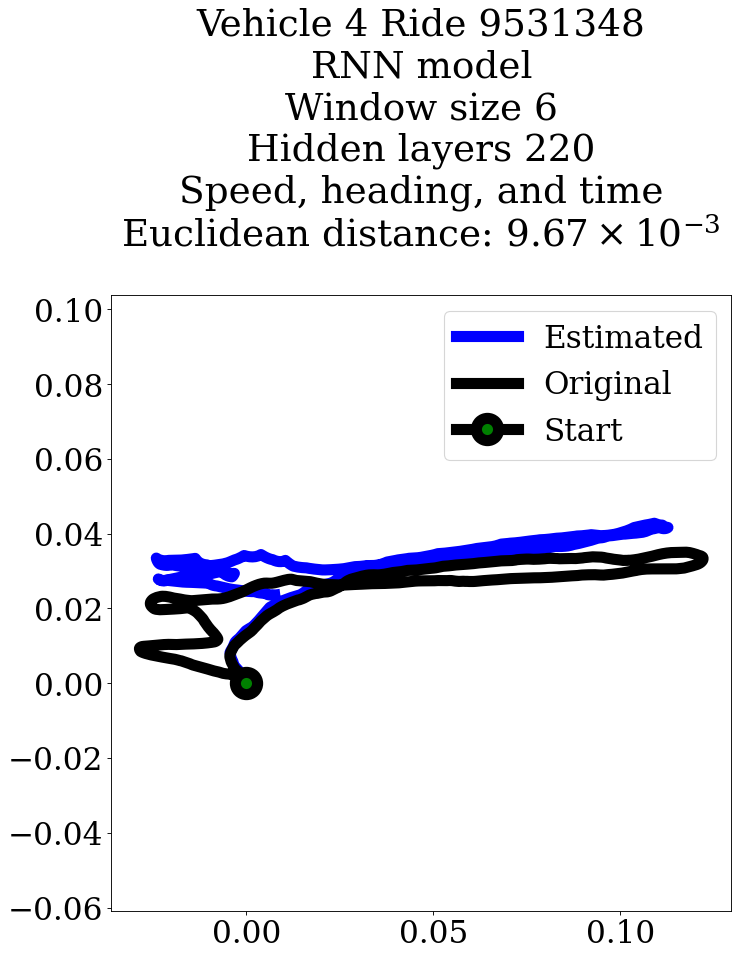 Vehicle 4 Ride 9531348
RNN model
Window size 6
Hidden layers 220
Speed, heading, and time
Euclidean distance: 9.67 × 10⁻³
Estimated
Original
Start
0.10
0.08
0.06
0.04
0.02
0.00
−0.02
−0.04
−0.06
0.00 0.05 0.10